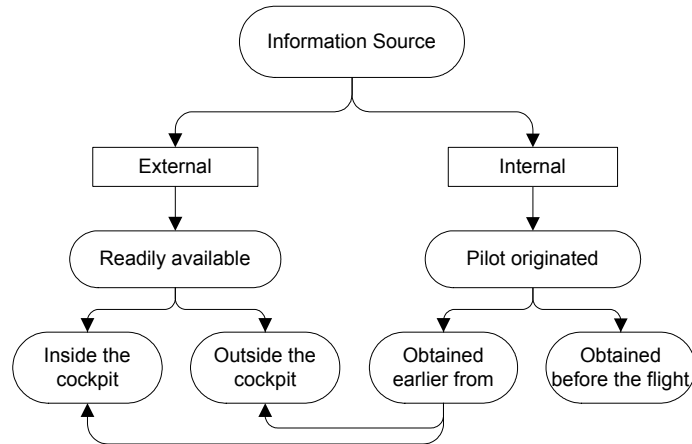 Information Source
External
Internal
Readily available
Pilot originated
Inside the
cockpit
Outside the
cockpit
Obtained
earlier from
Obtained
before the flight.